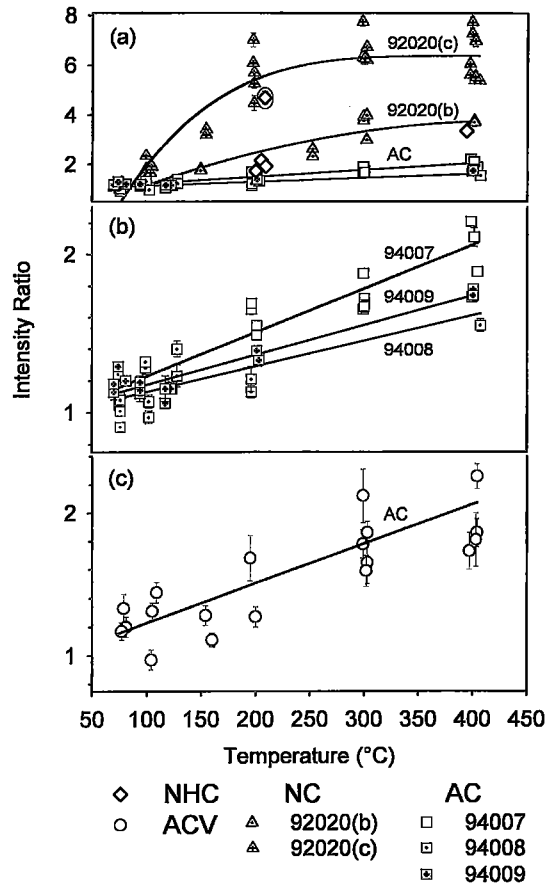 (a)
92020(c)
92020(b)
AC
8
6
4
2
(b)
94007
94009
94008
2
1
Intensity Ratio
(c)
AC
2
1
50 100 150 200 250 300 350 400 450
Temperature (°C)
NHC NC AC
ACV 92020(b) 94007
92020(c) 94008
94009